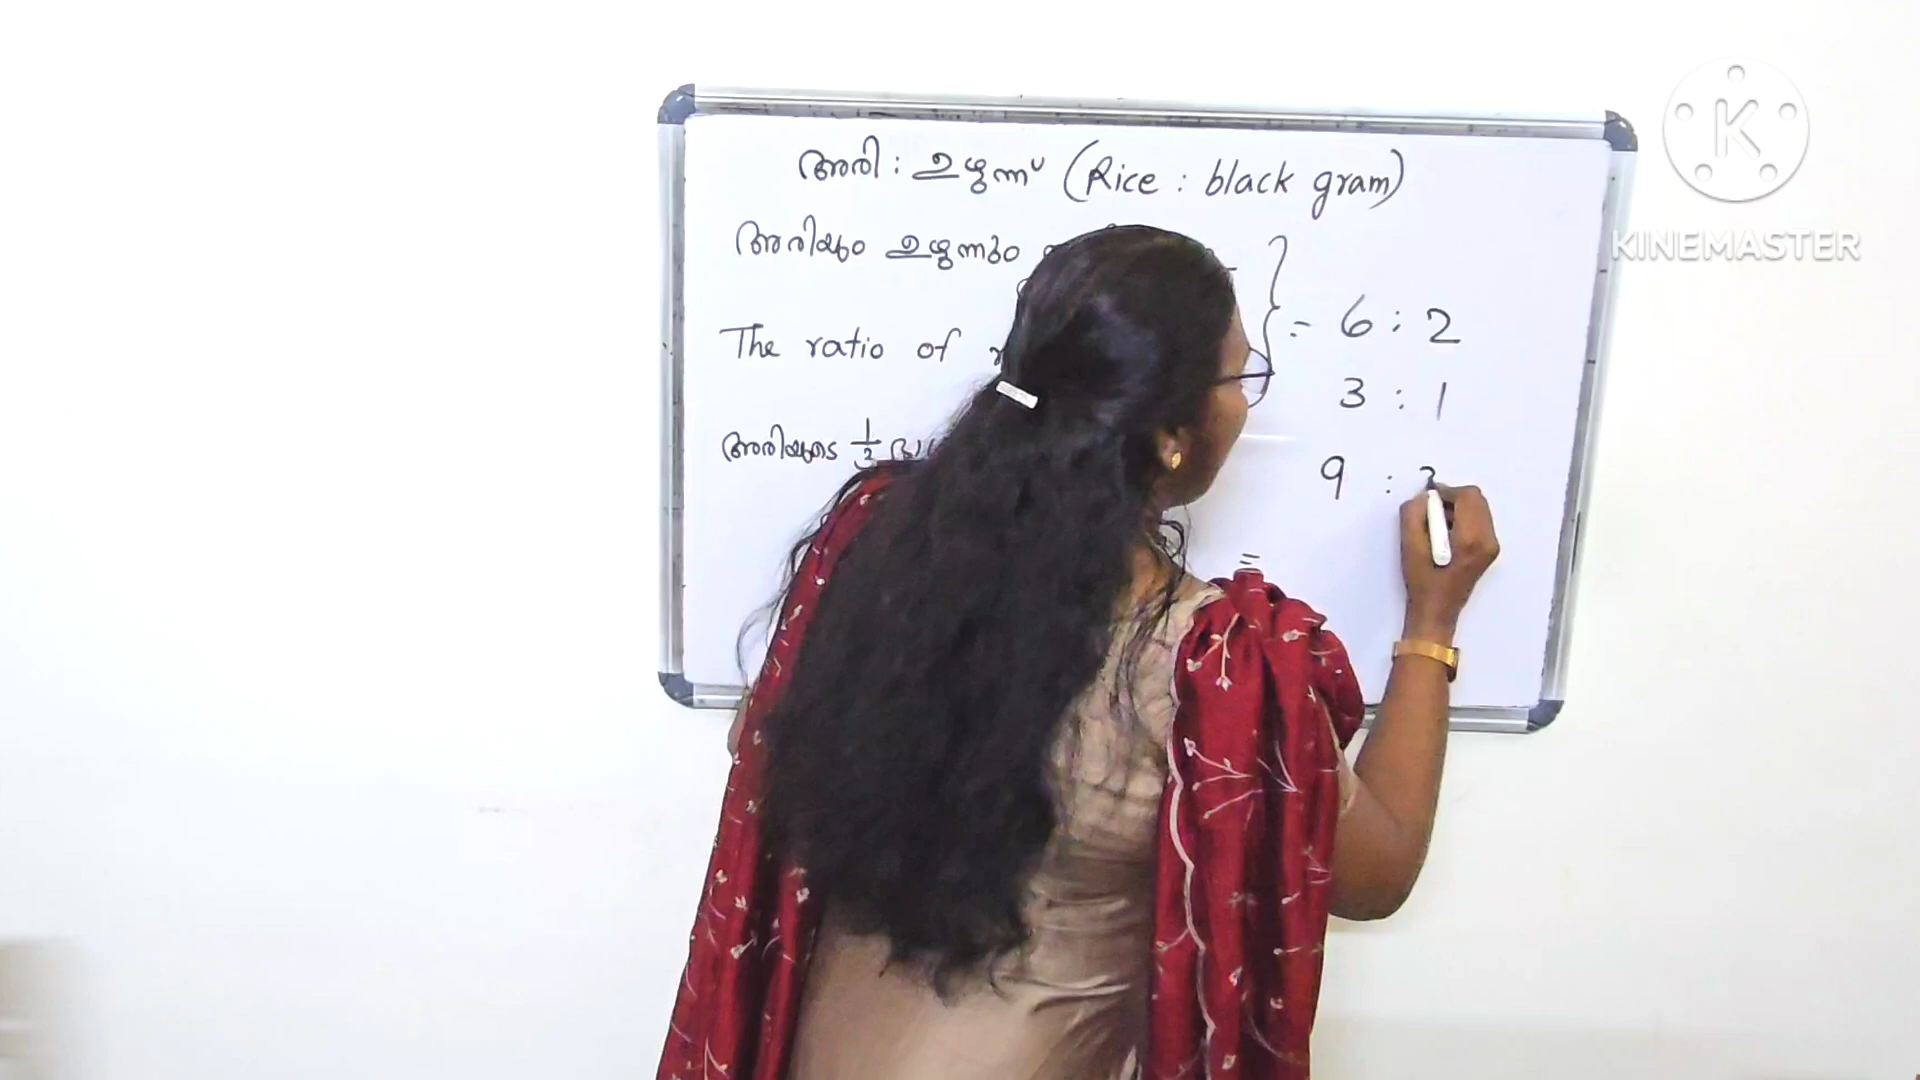 അരി : ഉഴുന്ന് (Rice : black gram)
അരിയും ഉഴുന്നും
= 6 : 2
The ratio of
3 : 1
അരിയുടെ 1/3
9 :
=
K
KINEMASTER